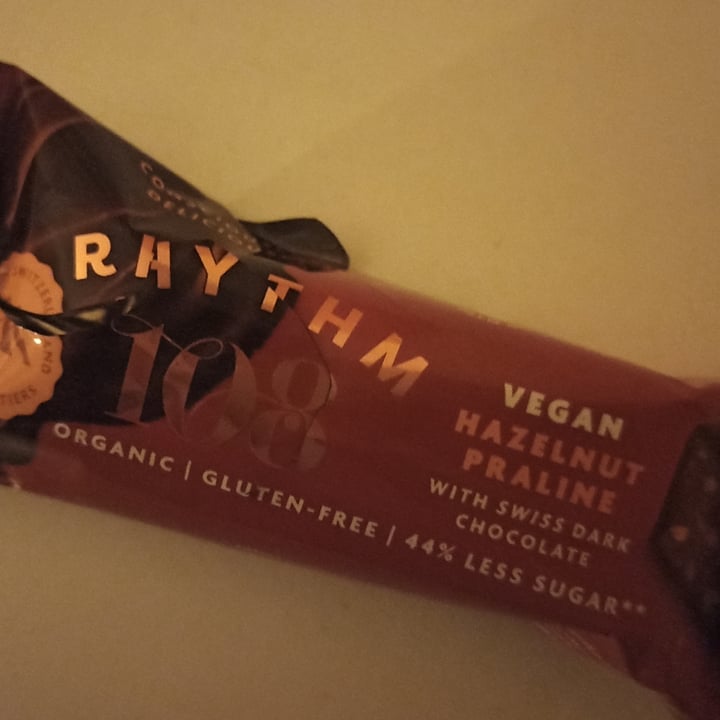 RHYTHM
108
ORGANIC | GLUTEN-FREE | 44% LESS SUGAR**
VEGAN
HAZELNUT
PRALINE
WITH SWISS DARK
CHOCOLATE